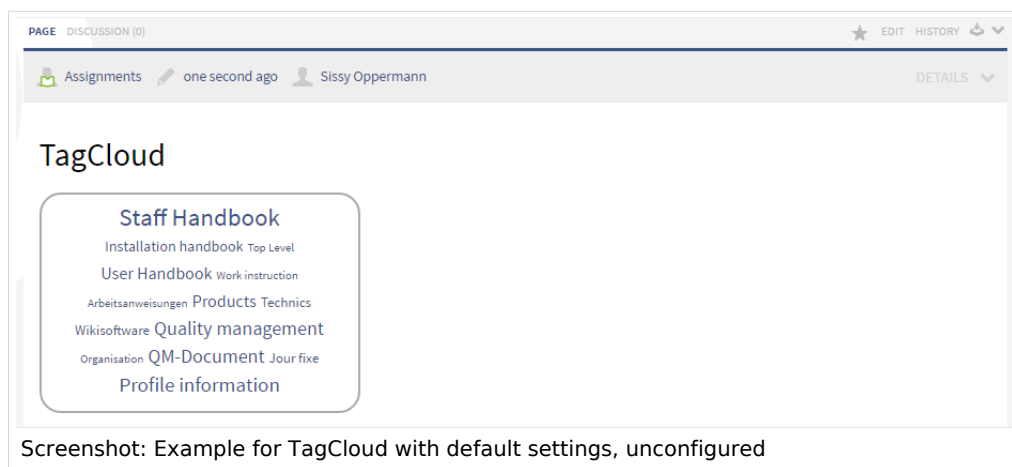 PAGE DISCUSSION (0) EDIT HISTORY
Assignments one second ago Sissy Oppermann DETAILS
TagCloud
Staff Handbook
Installation handbook Top Level
User Handbook Work instruction
Arbeitsanweisungen Products Technics
Wikisoftware Quality management
Organisation QM-Document Jour fixe
Profile information
Screenshot: Example for TagCloud with default settings, unconfigured